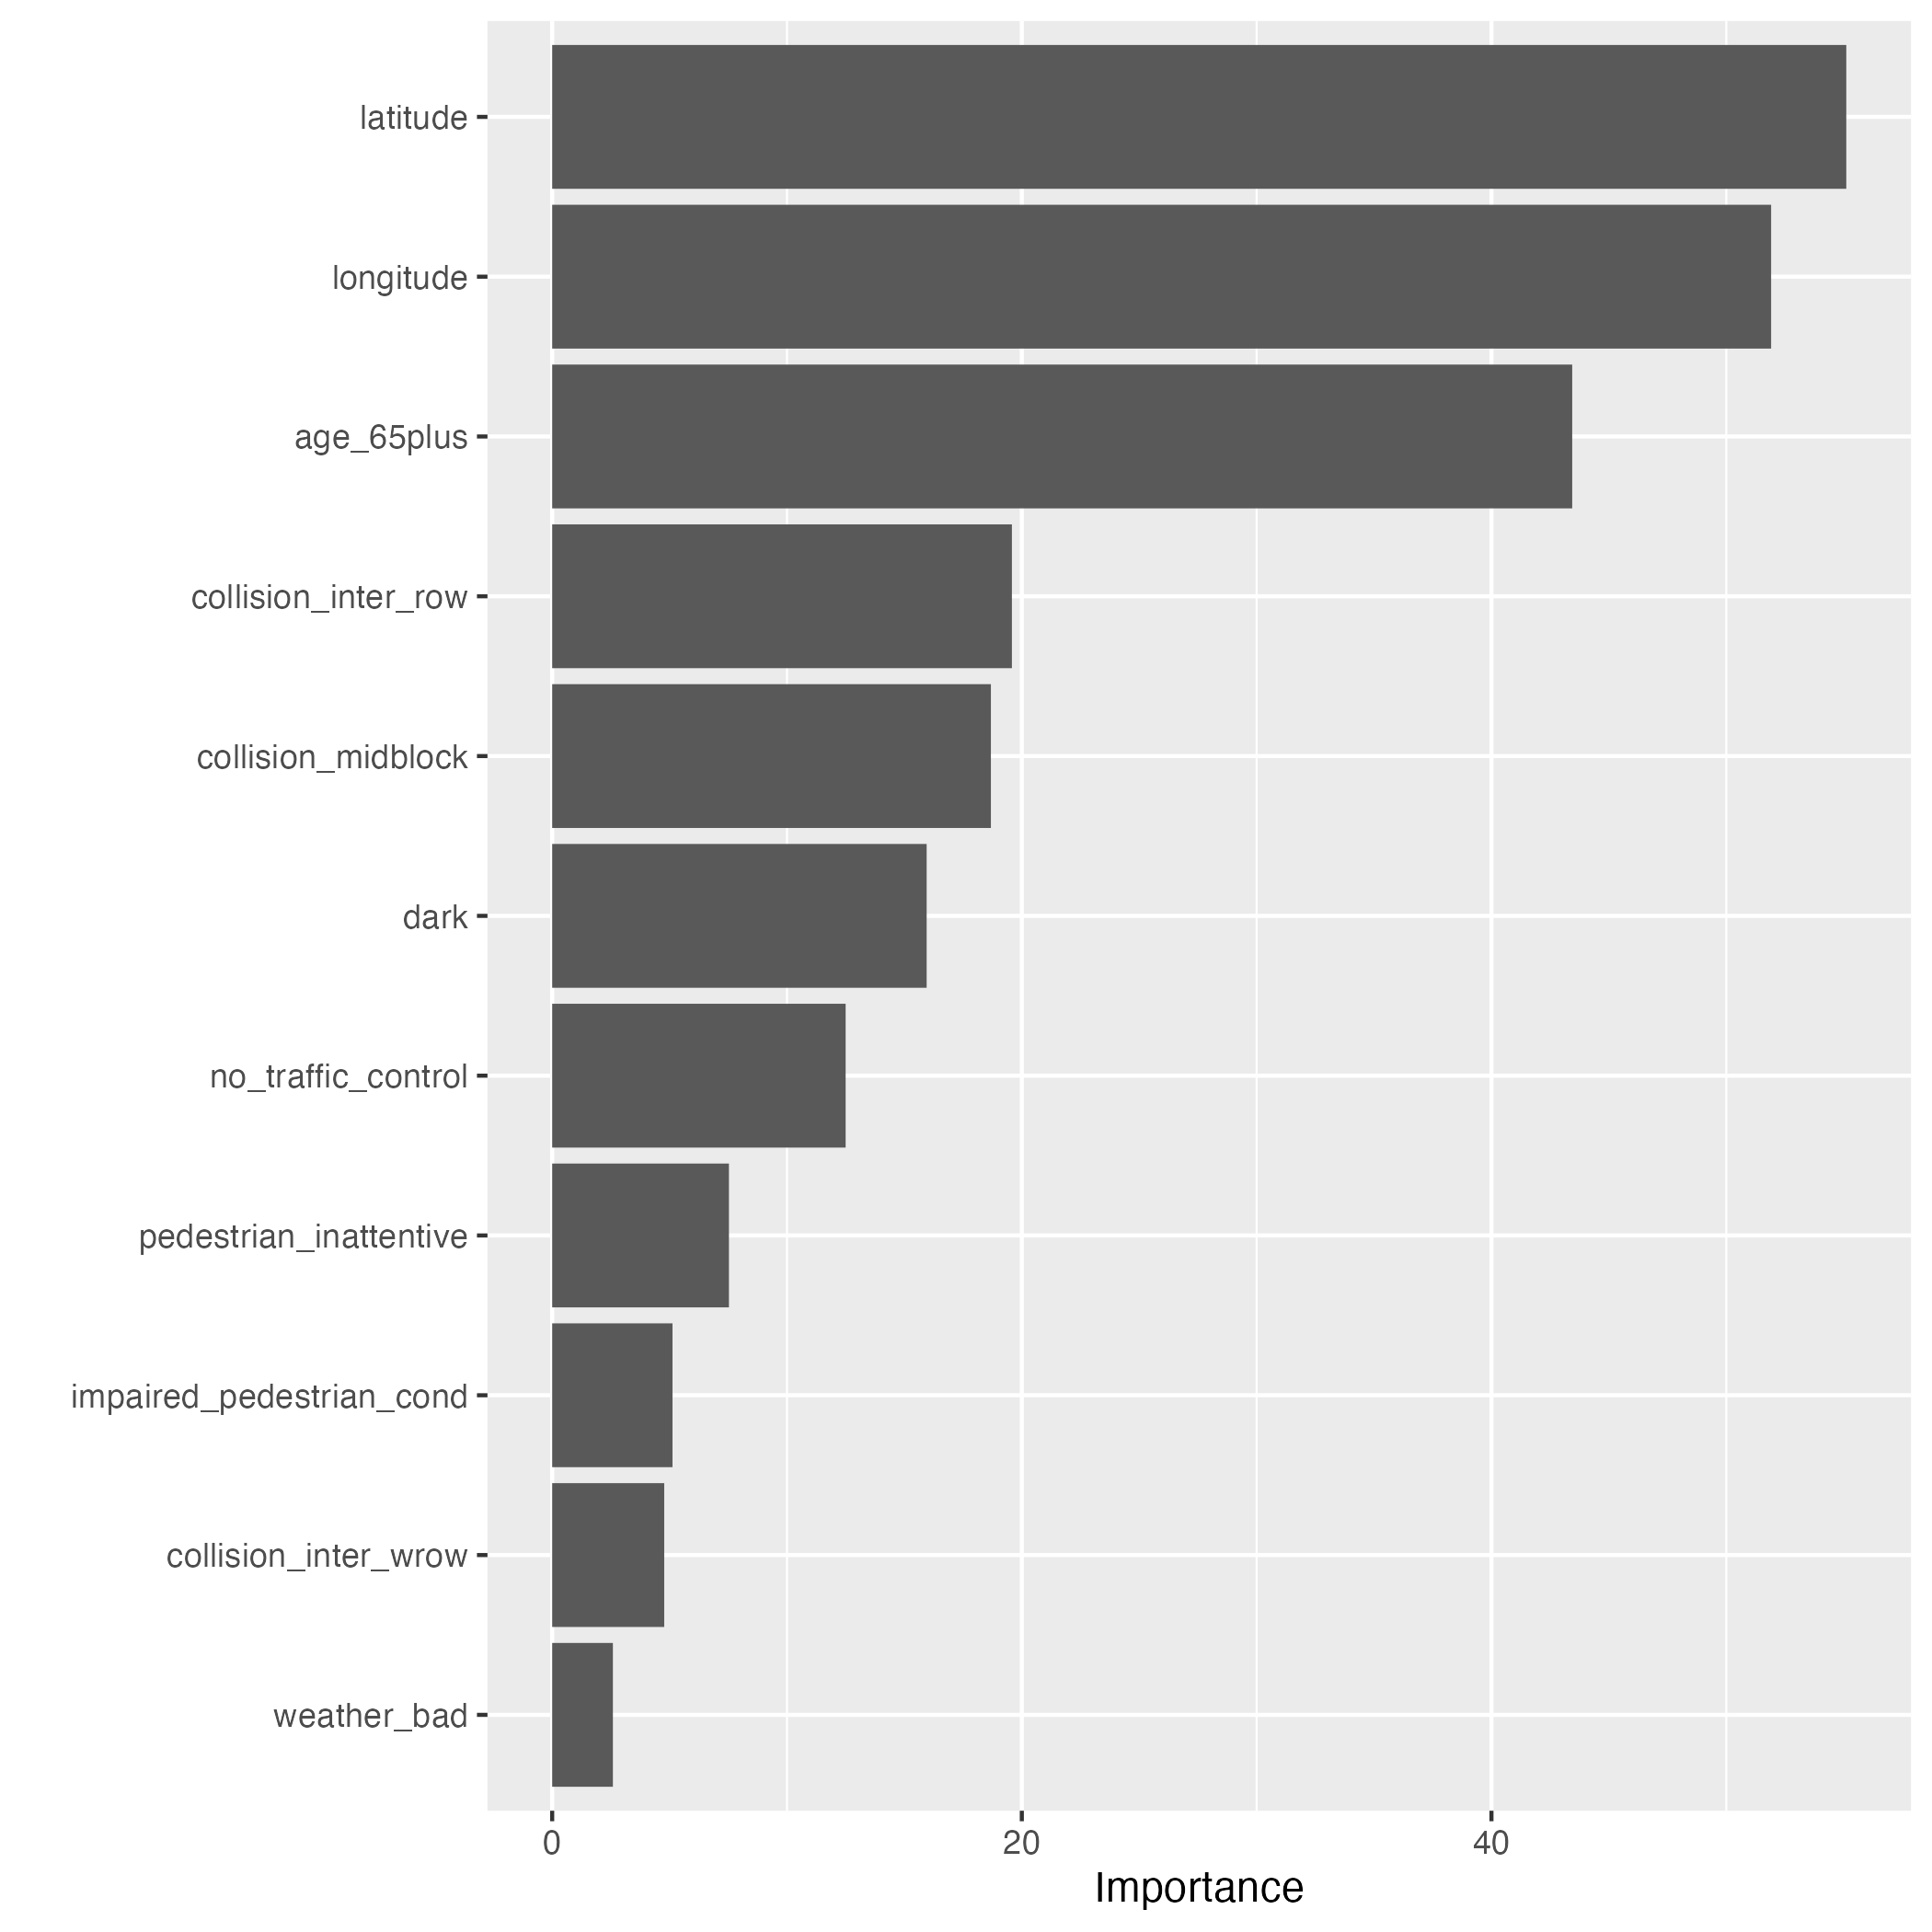 latitude
longitude
age_65plus
collision_inter_row
collision_midblock
dark
no_traffic_control
pedestrian_inattentive
impaired_pedestrian_cond
collision_inter_wrow
weather_bad
0 20 40
Importance